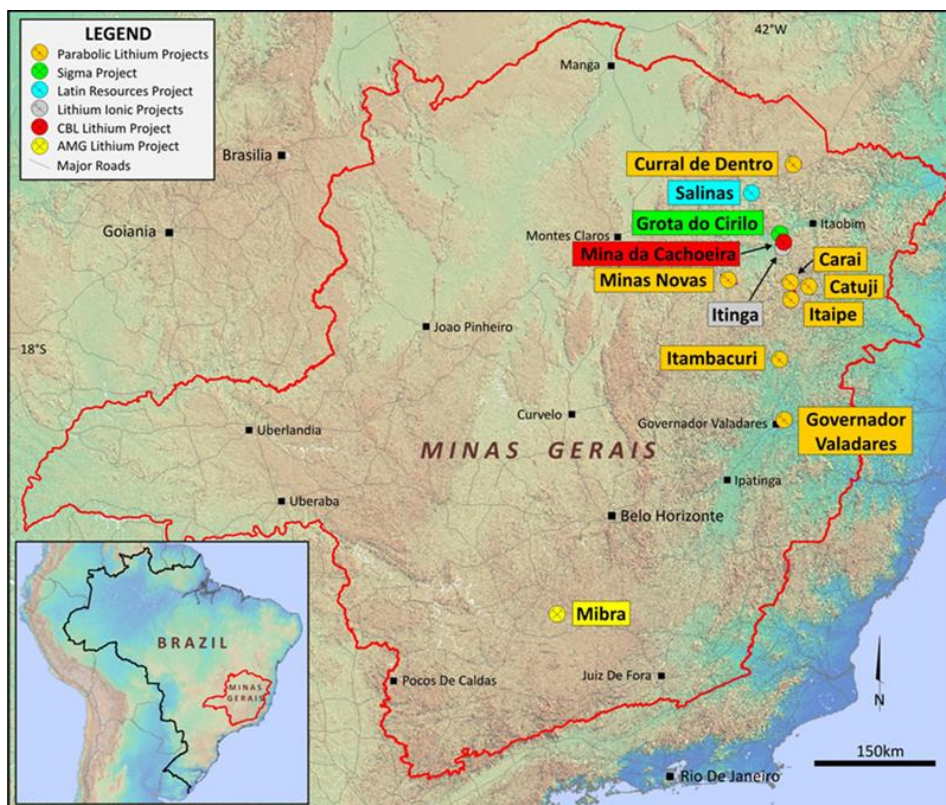 LEGEND
Parabolic Lithium Projects
Sigma Project
Latin Resources Project
Lithium Ionic Projects
CBL Lithium Project
AMG Lithium Project
Major Roads
42°W
Manga
Brasilia
Curral de Dentro
Salinas
Goiania
Grota do Cirilo
Itaobim
Montes Claros
Mina da Cachoeira
Carai
Minas Novas
Catuji
Itinga
Itaipe
Joao Pinheiro
18°S
Itambacuri
Curvelo
Governador Valadares
Governador
Valadares
Uberlandia
MINAS GERAIS
Ipatinga
Uberaba
Belo Horizonte
Mibra
BRAZIL
MINAS
GERAIS
Pocos De Caldas
Juiz De Fora
N
150km
Rio De Janeiro